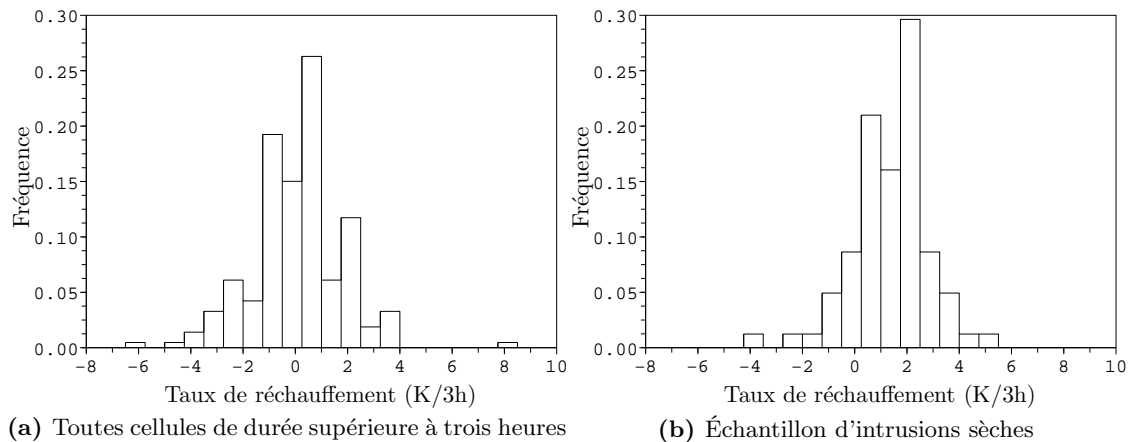 0.30
0.25
0.20
0.15
0.10
0.05
0.00
Fréquence
-8 -6 -4 -2 0 2 4 6 8 10
Taux de réchauffement (K/3h)
(a) Toutes cellules de durée supérieure à trois heures
0.30
0.25
0.20
0.15
0.10
0.05
0.00
Fréquence
-8 -6 -4 -2 0 2 4 6 8 10
Taux de réchauffement (K/3h)
(b) Échantillon d'intrusions sèches